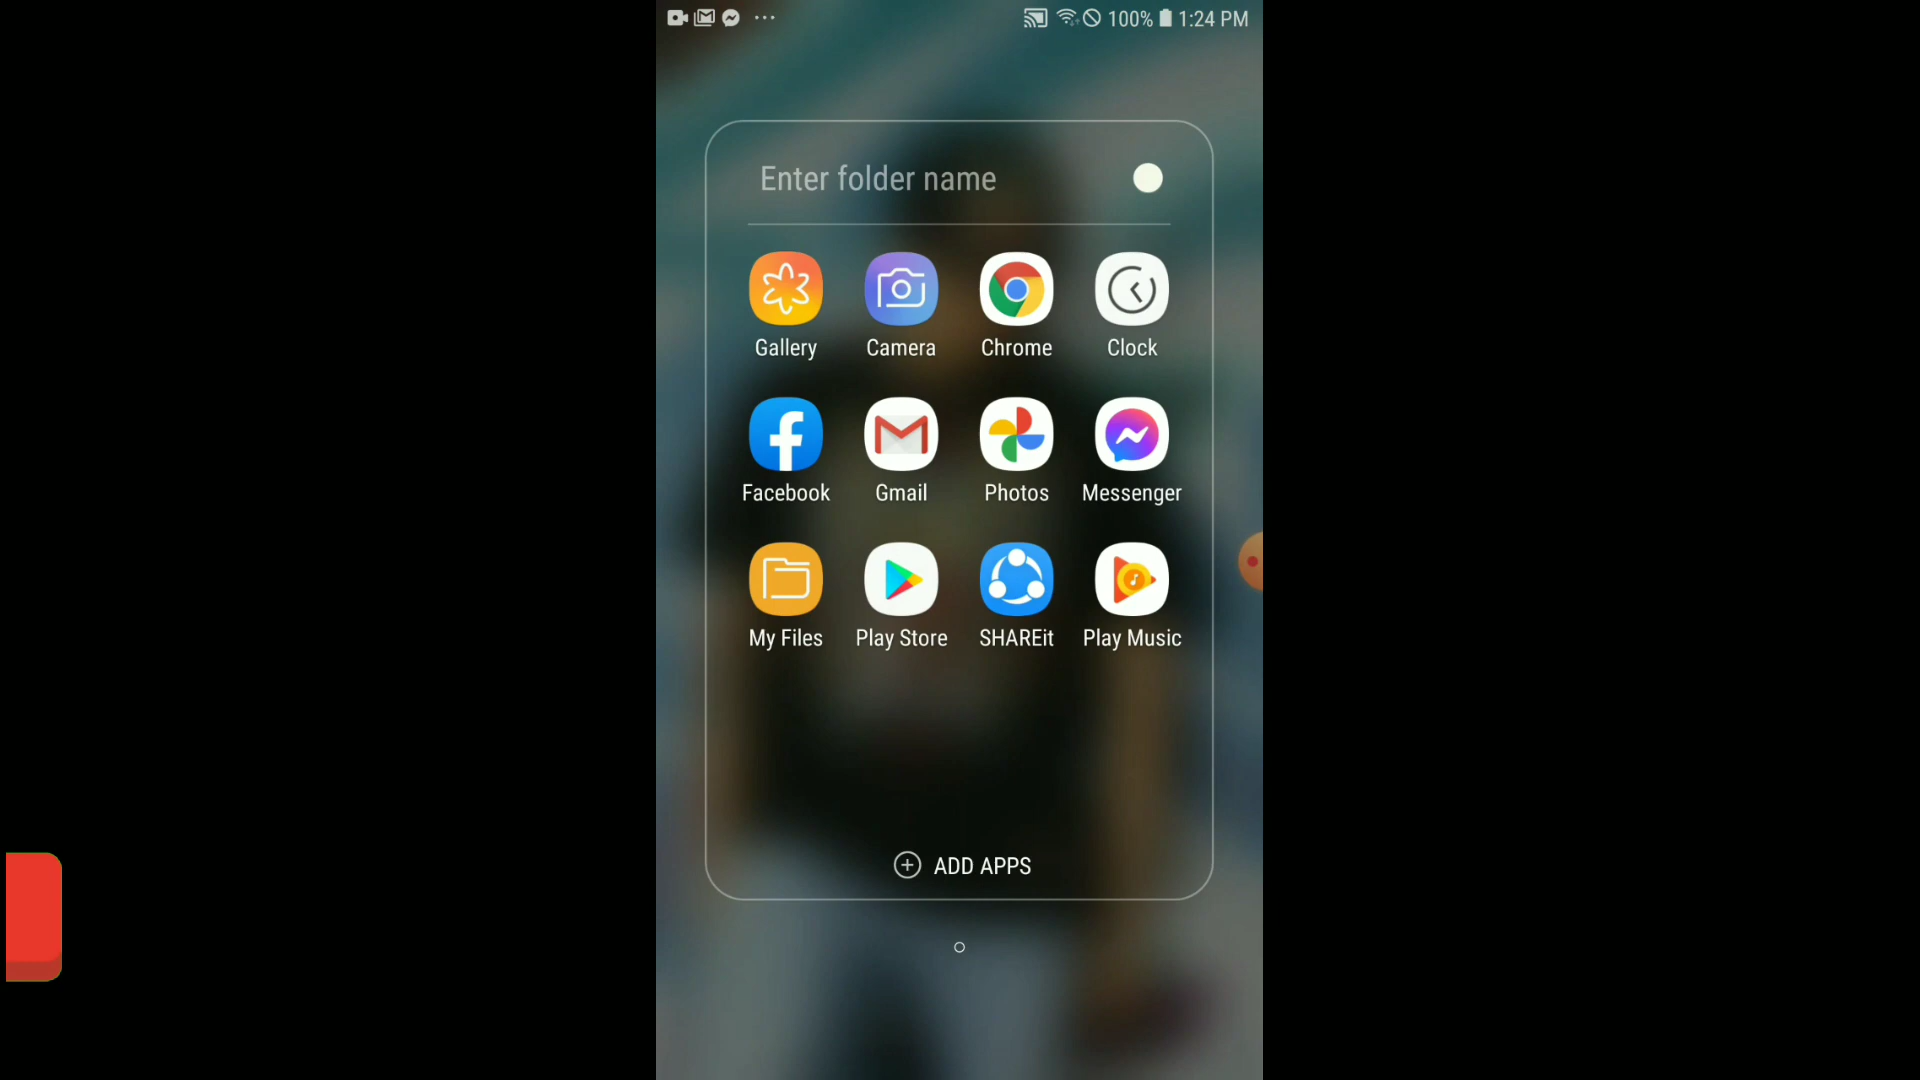 100% 1:24 PM
Enter folder name
Gallery Camera Chrome Clock
Facebook Gmail Photos Messenger
My Files Play Store SHAREit Play Music
ADD APPS